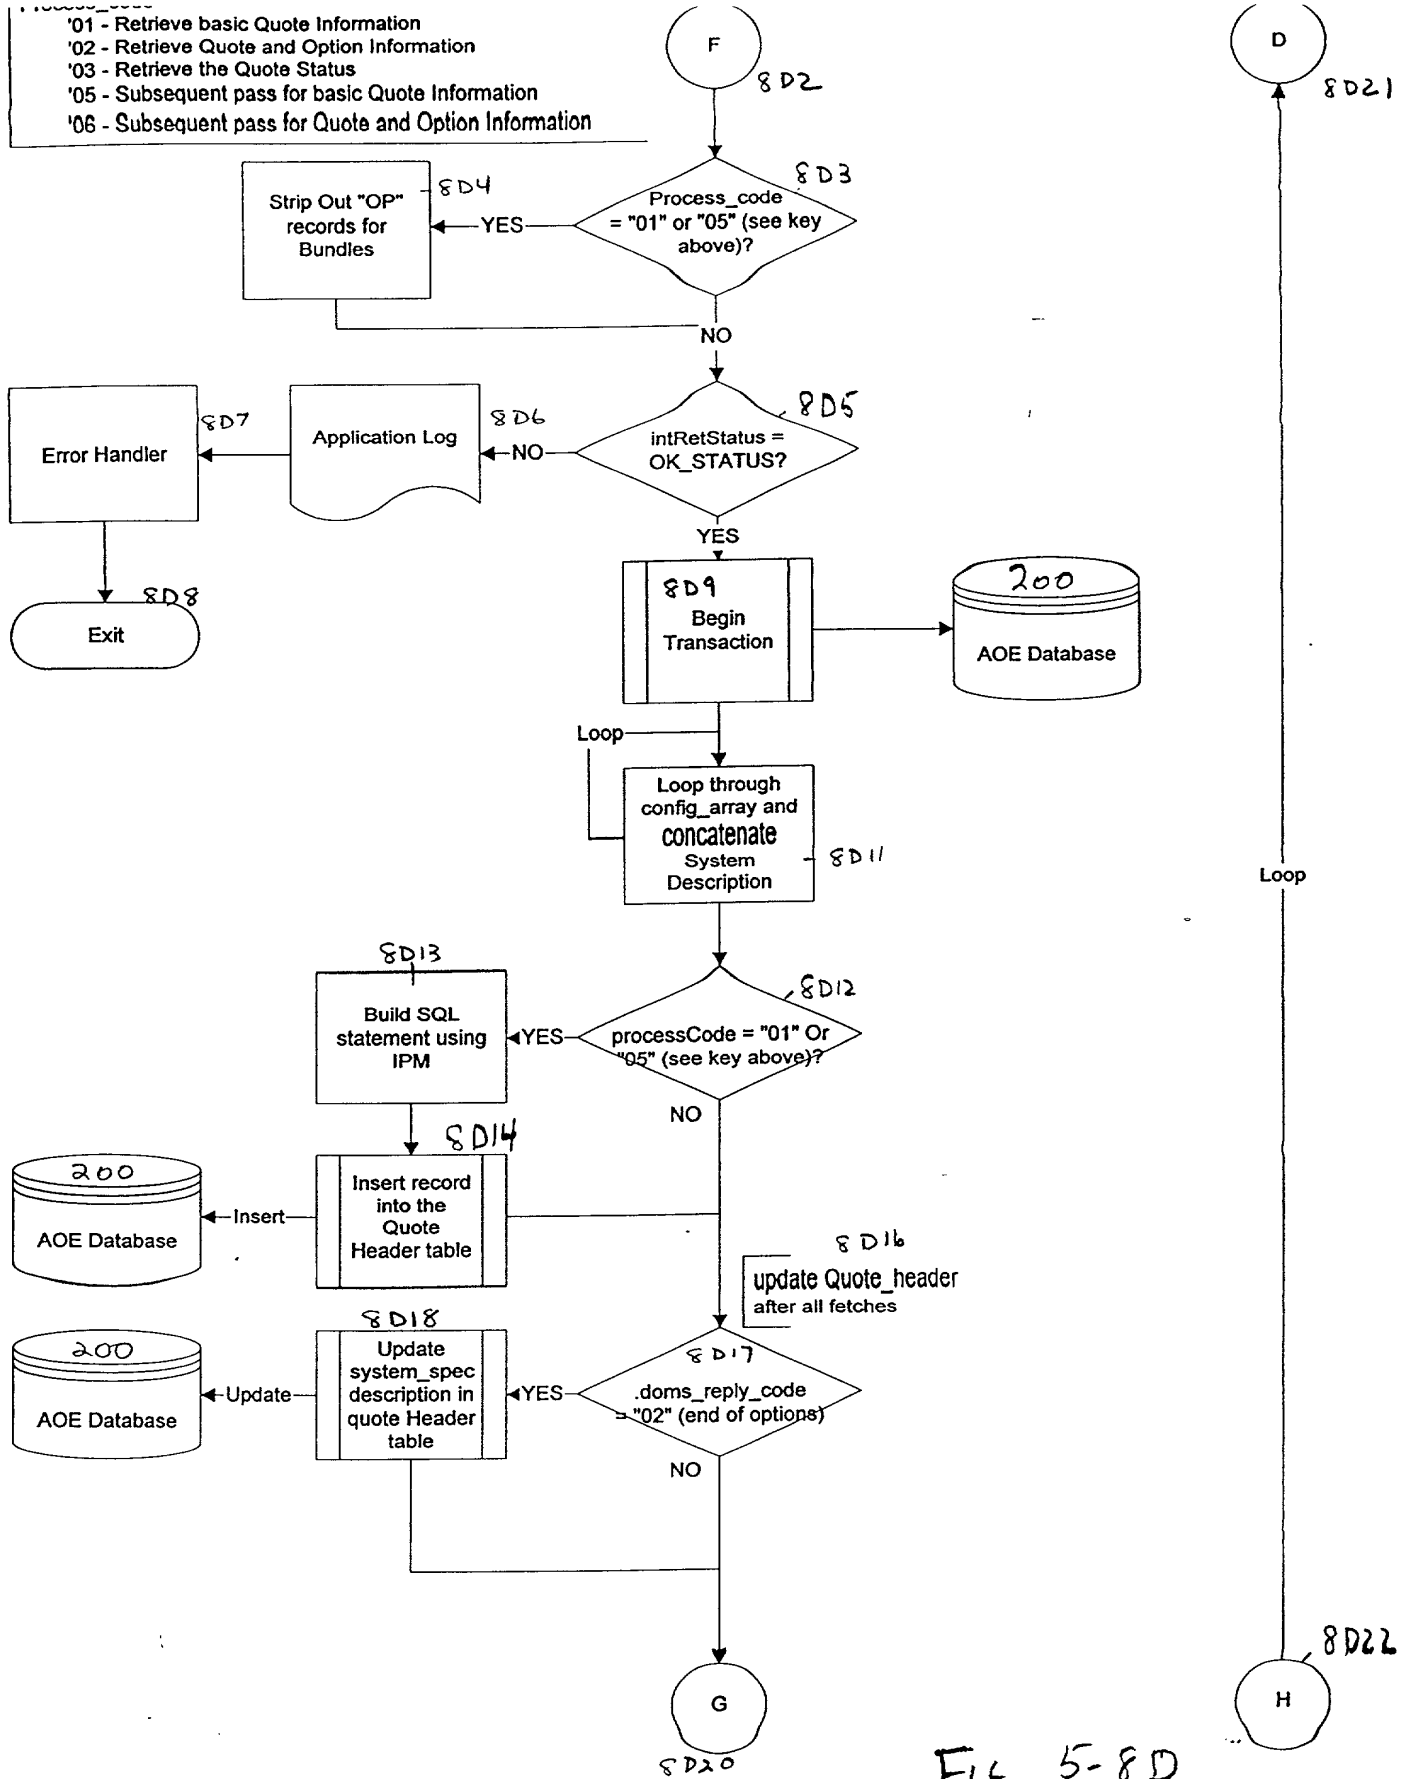 '01 - Retrieve basic Quote Information
'02 - Retrieve Quote and Option Information
'03 - Retrieve the Quote Status
'05 - Subsequent pass for basic Quote Information
'06 - Subsequent pass for Quote and Option Information
F
8D2
D
8D21
8D3
Process_code
= "01" or "05" (see key
above)?
YES
8D4
Strip Out "OP"
records for
Bundles
NO
8D5
intRetStatus =
OK_STATUS?
NO
8D6
Application Log
8D7
Error Handler
8D8
Exit
YES
8D9
Begin
Transaction
200
AOE Database
Loop
Loop through
config_array and
concatenate
System
Description
8D11
Loop
8D12
processCode = "01" Or
"05" (see key above)?
YES
8D13
Build SQL
statement using
IPM
NO
8D14
Insert record
into the
Quote
Header table
Insert
200
AOE Database
8D16
update Quote_header
after all fetches
8D17
.doms_reply_code
= "02" (end of options)
YES
8D18
Update
system_spec
description in
quote Header
table
Update
200
AOE Database
NO
G
8D20
8D22
H
FIG 5-8D